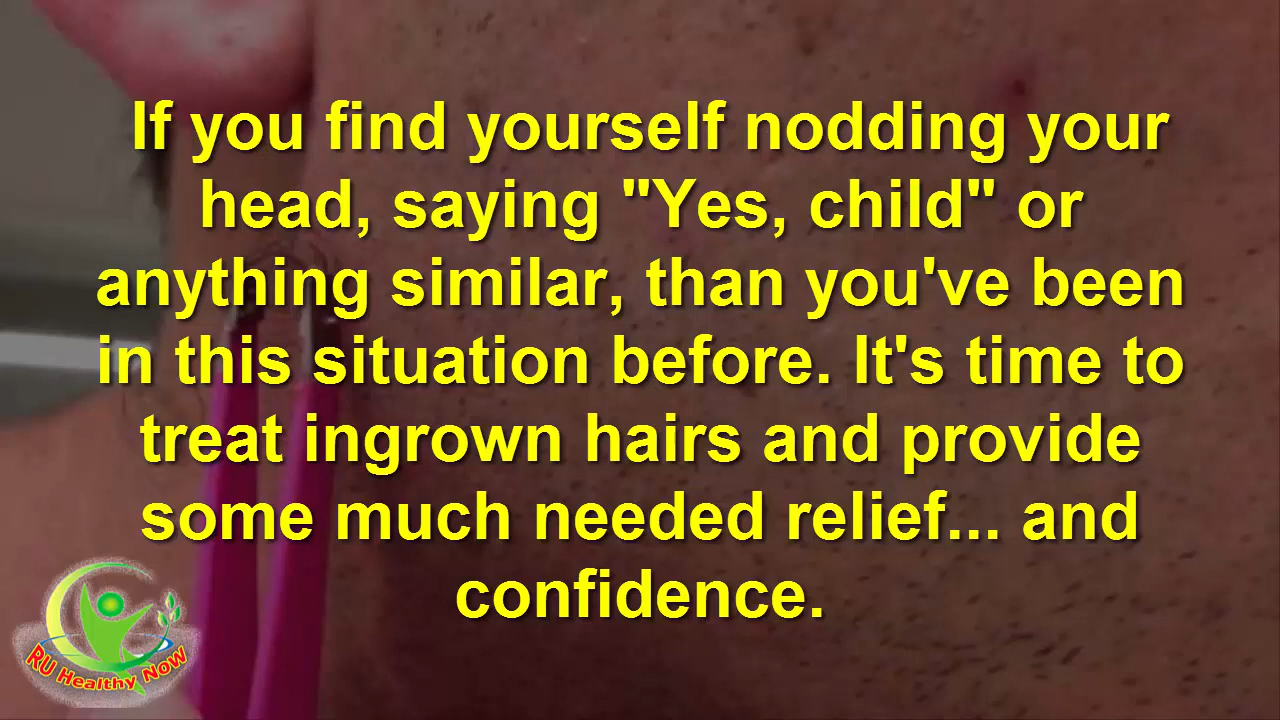 If you find yourself nodding your
head, saying "Yes, child" or
anything similar, than you've been
in this situation before. It's time to
treat ingrown hairs and provide
some much needed relief... and
confidence.
RU Healthy Now